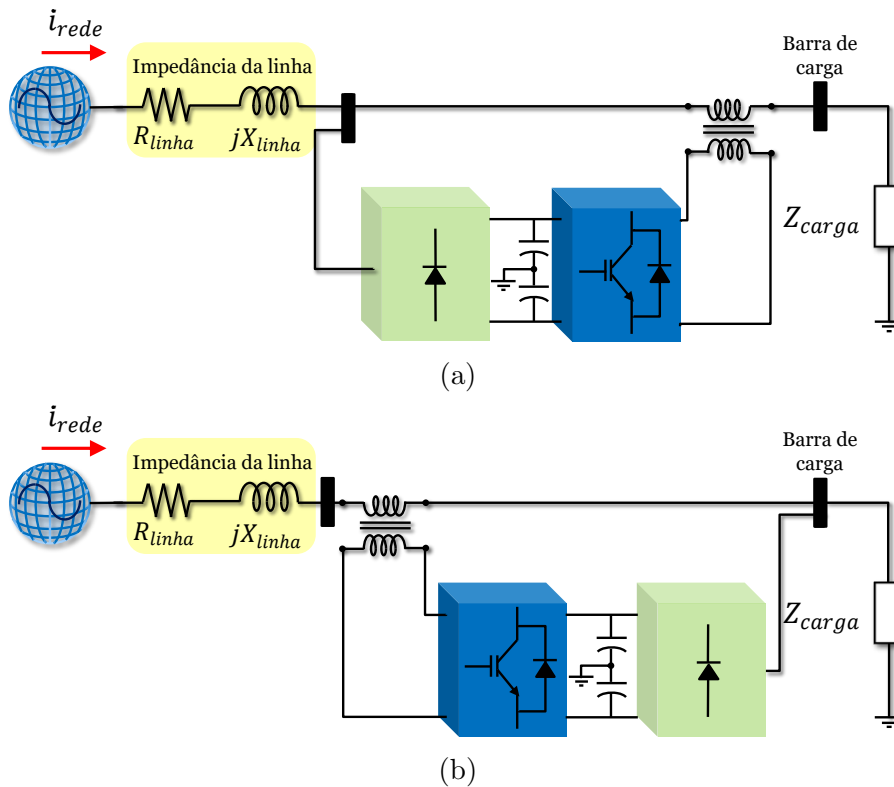 i_rede
Impedância da linha
R_linha
jX_linha
Barra de
carga
Z_carga
(a)
i_rede
Impedância da linha
R_linha
jX_linha
Barra de
carga
Z_carga
(b)